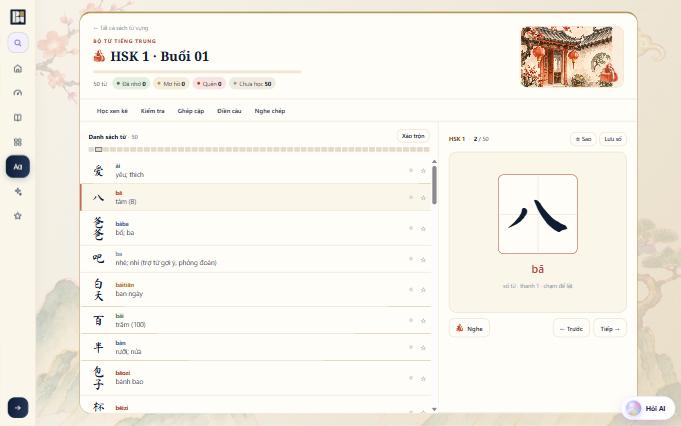 ← Tất cả sách từ vựng
BỘ TỪ TIẾNG TRUNG
HSK 1 · Buổi 01
50 từ
Đã nhớ 0
Mơ hồ 0
Quên 0
Chưa học 50
Học xen kẽ
Kiểm tra
Ghép cặp
Điền câu
Nghe chép
Danh sách từ · 50
Xáo trộn
爱
ài
yêu; thích
八
bā
tám (8)
爸爸
bàba
bố; ba
吧
ba
nhé; nhỉ (trợ từ gợi ý, phỏng đoán)
白天
báitiān
ban ngày
百
bǎi
trăm (100)
半
bàn
rưỡi; nửa
包子
bāozi
bánh bao
杯
bēizi
HSK 1 · 2 / 50
☆ Sao
Lưu sổ
八
bā
số từ · thanh 1 · chạm để lật
Nghe
← Trước
Tiếp →
Hỏi AI